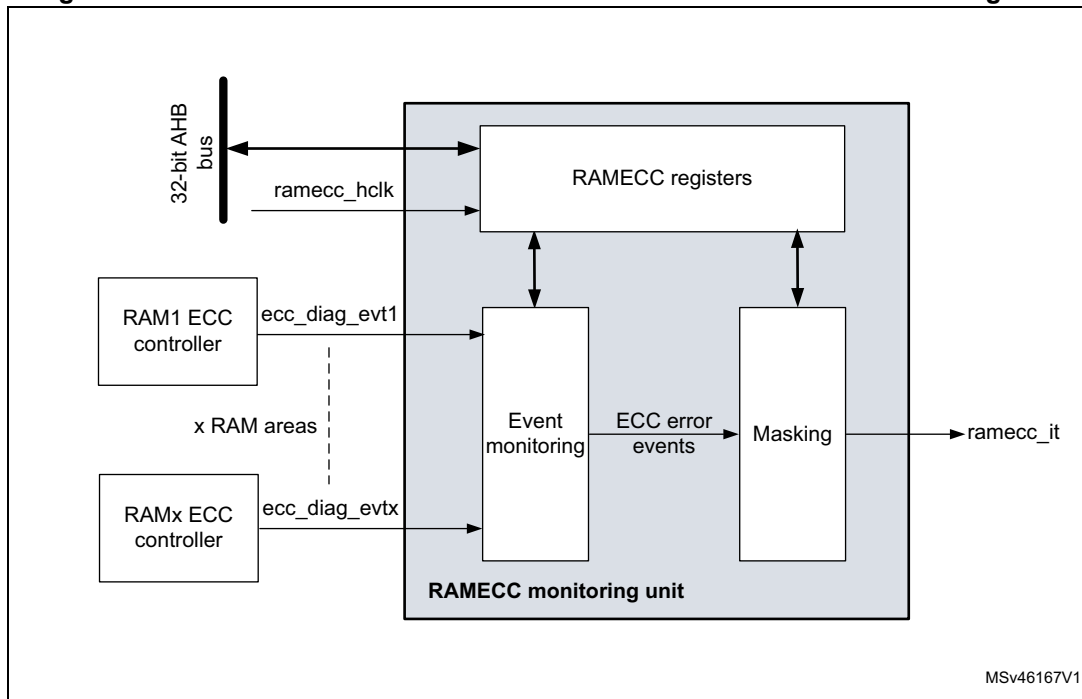 32-bit AHB
bus
RAMECC registers
ramecc_hclk
RAM1 ECC
controller
ecc_diag_evt1
x RAM areas
Event
monitoring
ECC error
events
Masking
ramecc_it
RAMx ECC
controller
ecc_diag_evtx
RAMECC monitoring unit
MSv46167V1